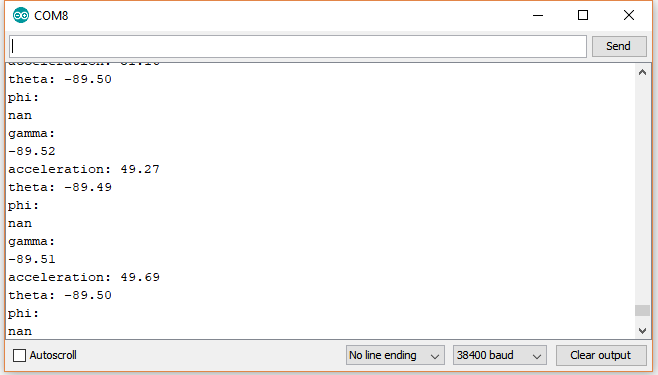 COM8
Send
theta: -89.50
phi:
nan
gamma:
-89.52
acceleration: 49.27
theta: -89.49
phi:
nan
gamma:
-89.51
acceleration: 49.69
theta: -89.50
phi:
nan
Autoscroll
No line ending
38400 baud
Clear output